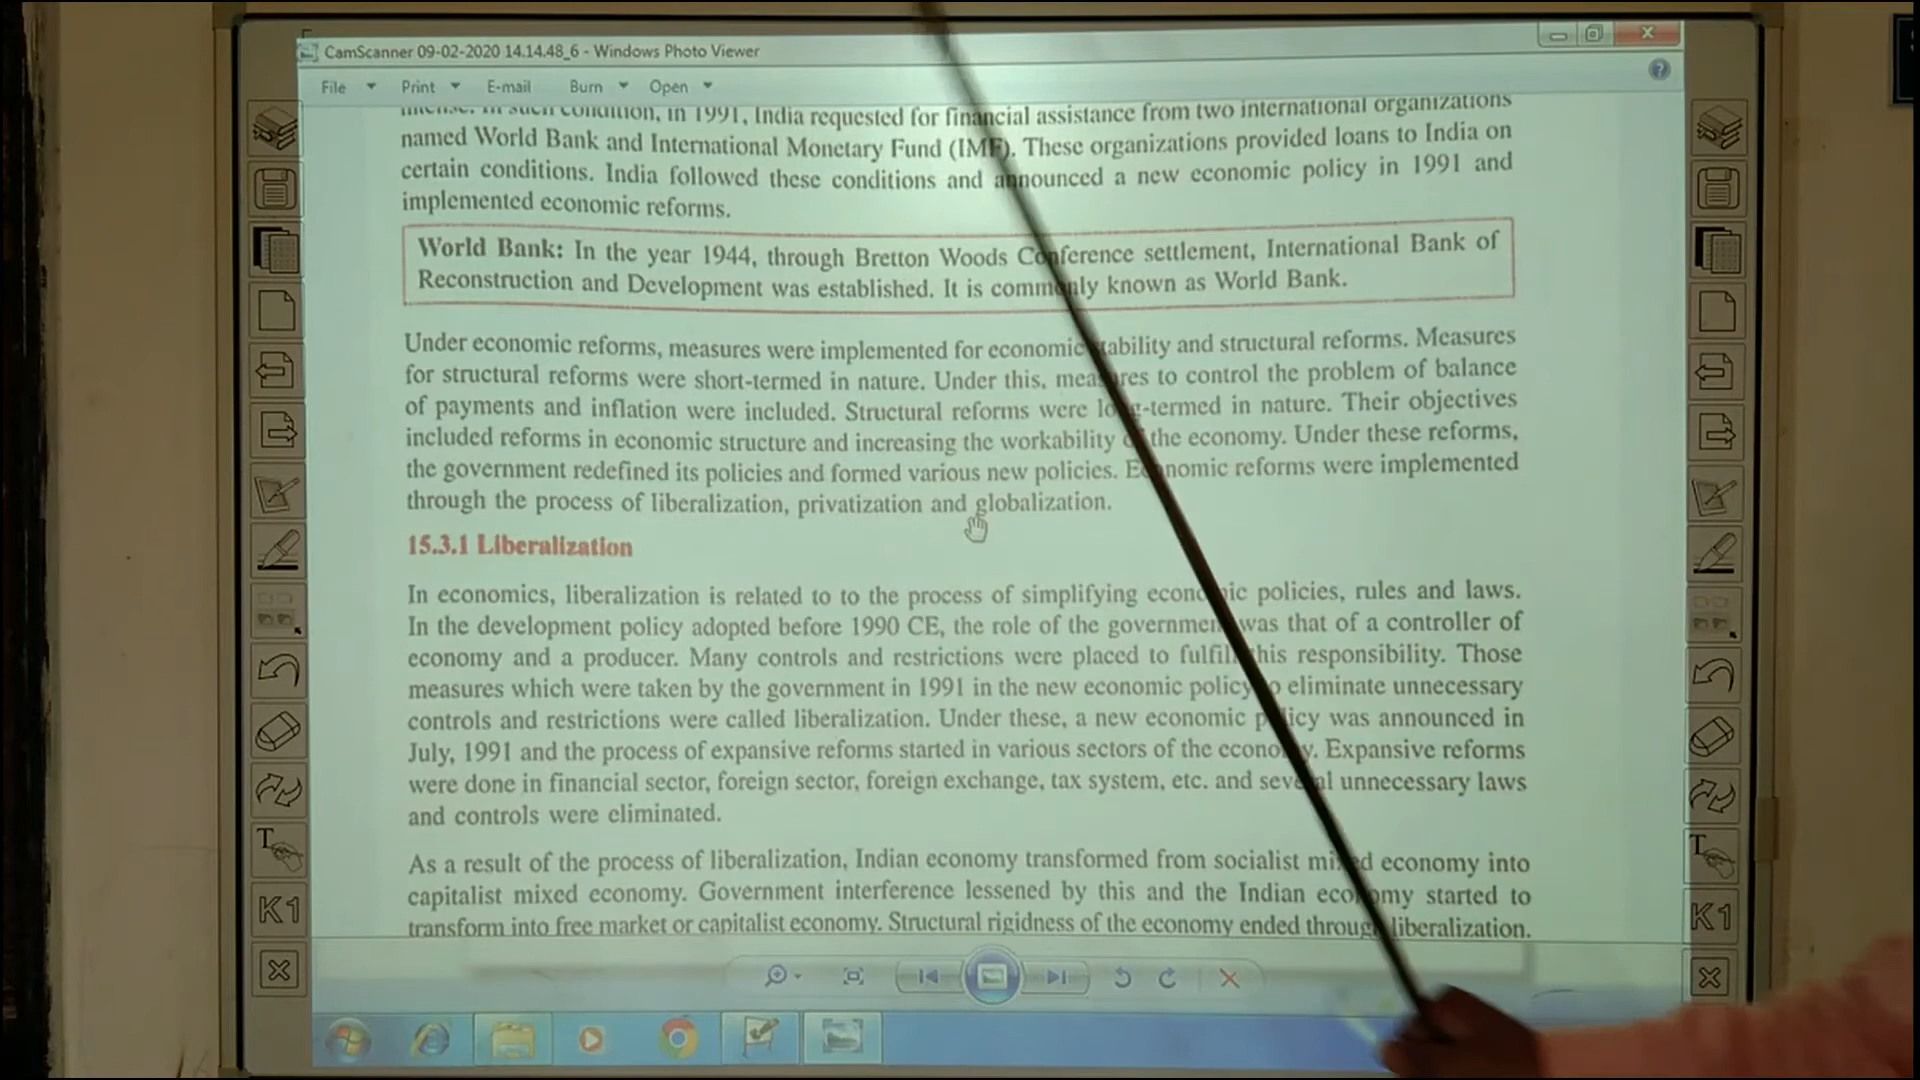 CamScanner 09-02-2020 14.14.48_6 - Windows Photo Viewer
File Print E-mail Burn Open
in such condition, in 1991, India requested for financial assistance from two international organizations
named World Bank and International Monetary Fund (IMF). These organizations provided loans to India on
certain conditions. India followed these conditions and announced a new economic policy in 1991 and
implemented economic reforms.
World Bank: In the year 1944, through Bretton Woods Conference settlement, International Bank of
Reconstruction and Development was established. It is commonly known as World Bank.
Under economic reforms, measures were implemented for economic stability and structural reforms. Measures
for structural reforms were short-termed in nature. Under this, measures to control the problem of balance
of payments and inflation were included. Structural reforms were long-termed in nature. Their objectives
included reforms in economic structure and increasing the workability of the economy. Under these reforms,
the government redefined its policies and formed various new policies. Economic reforms were implemented
through the process of liberalization, privatization and globalization.
15.3.1 Liberalization
In economics, liberalization is related to to the process of simplifying economic policies, rules and laws.
In the development policy adopted before 1990 CE, the role of the government was that of a controller of
economy and a producer. Many controls and restrictions were placed to fulfill this responsibility. Those
measures which were taken by the government in 1991 in the new economic policy to eliminate unnecessary
controls and restrictions were called liberalization. Under these, a new economic policy was announced in
July, 1991 and the process of expansive reforms started in various sectors of the economy. Expansive reforms
were done in financial sector, foreign sector, foreign exchange, tax system, etc. and several unnecessary laws
and controls were eliminated.
As a result of the process of liberalization, Indian economy transformed from socialist mixed economy into
capitalist mixed economy. Government interference lessened by this and the Indian economy started to
transform into free market or capitalist economy. Structural rigidness of the economy ended through liberalization.
T
K1
T
K1